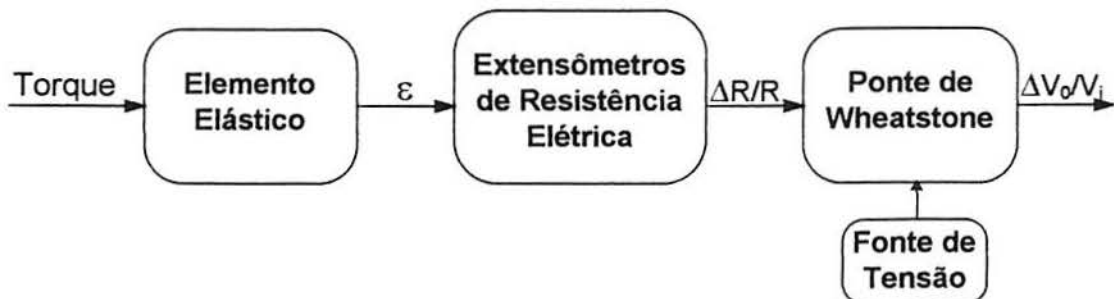 Torque
Elemento
Elástico
ε
Extensômetros
de Resistência
Elétrica
ΔR/R
Ponte de
Wheatstone
ΔV₀/Vᵢ
Fonte de
Tensão